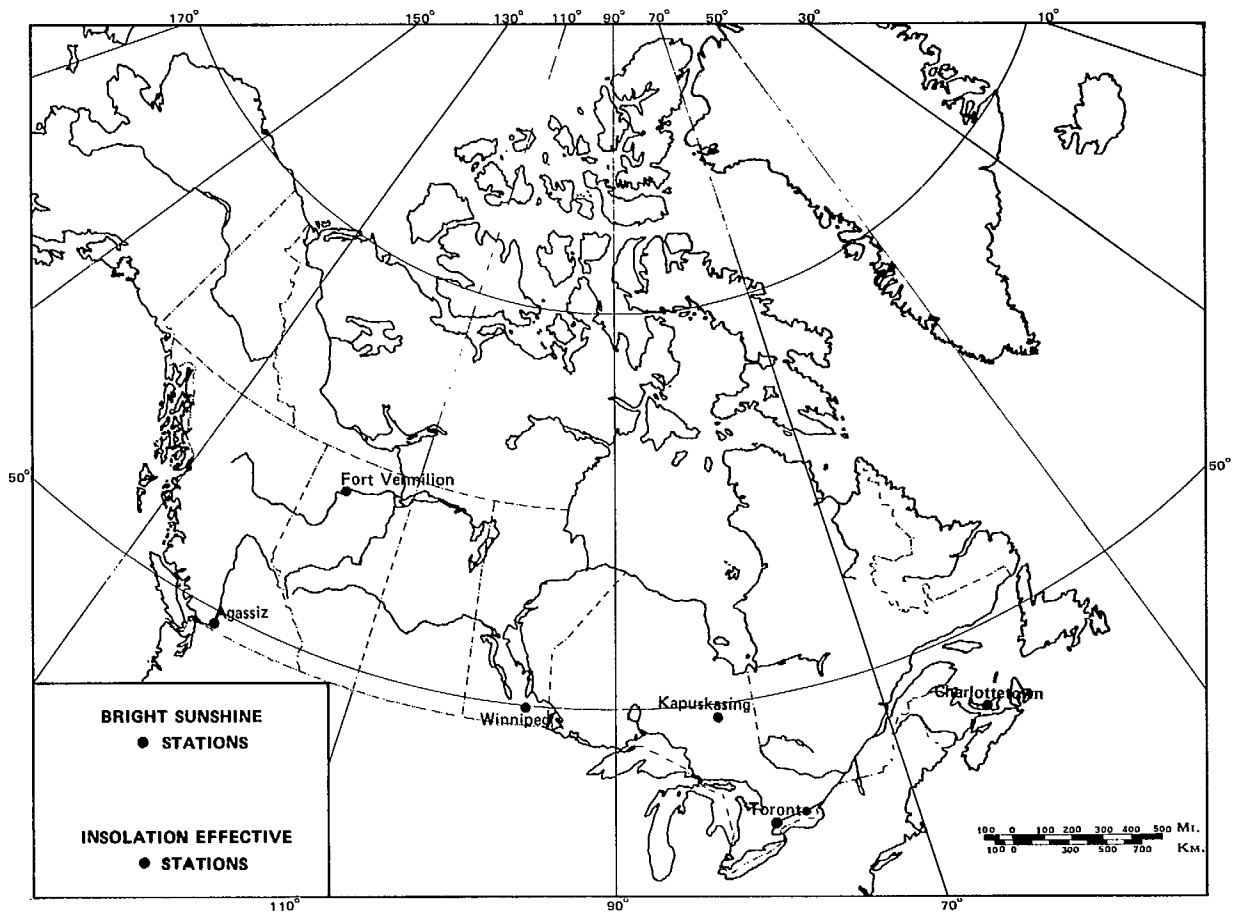 170° 150° 130° 110° 90° 70° 50° 30° 10°
50° 50°
Fort Vermilion
Agassiz
Charlottetown
Kapuskasing
Winnipeg
Toronto
BRIGHT SUNSHINE
● STATIONS
INSOLATION EFFECTIVE
● STATIONS
100 0 100 200 300 400 500 MI.
100 0 300 500 700 KM.
110° 90° 70°